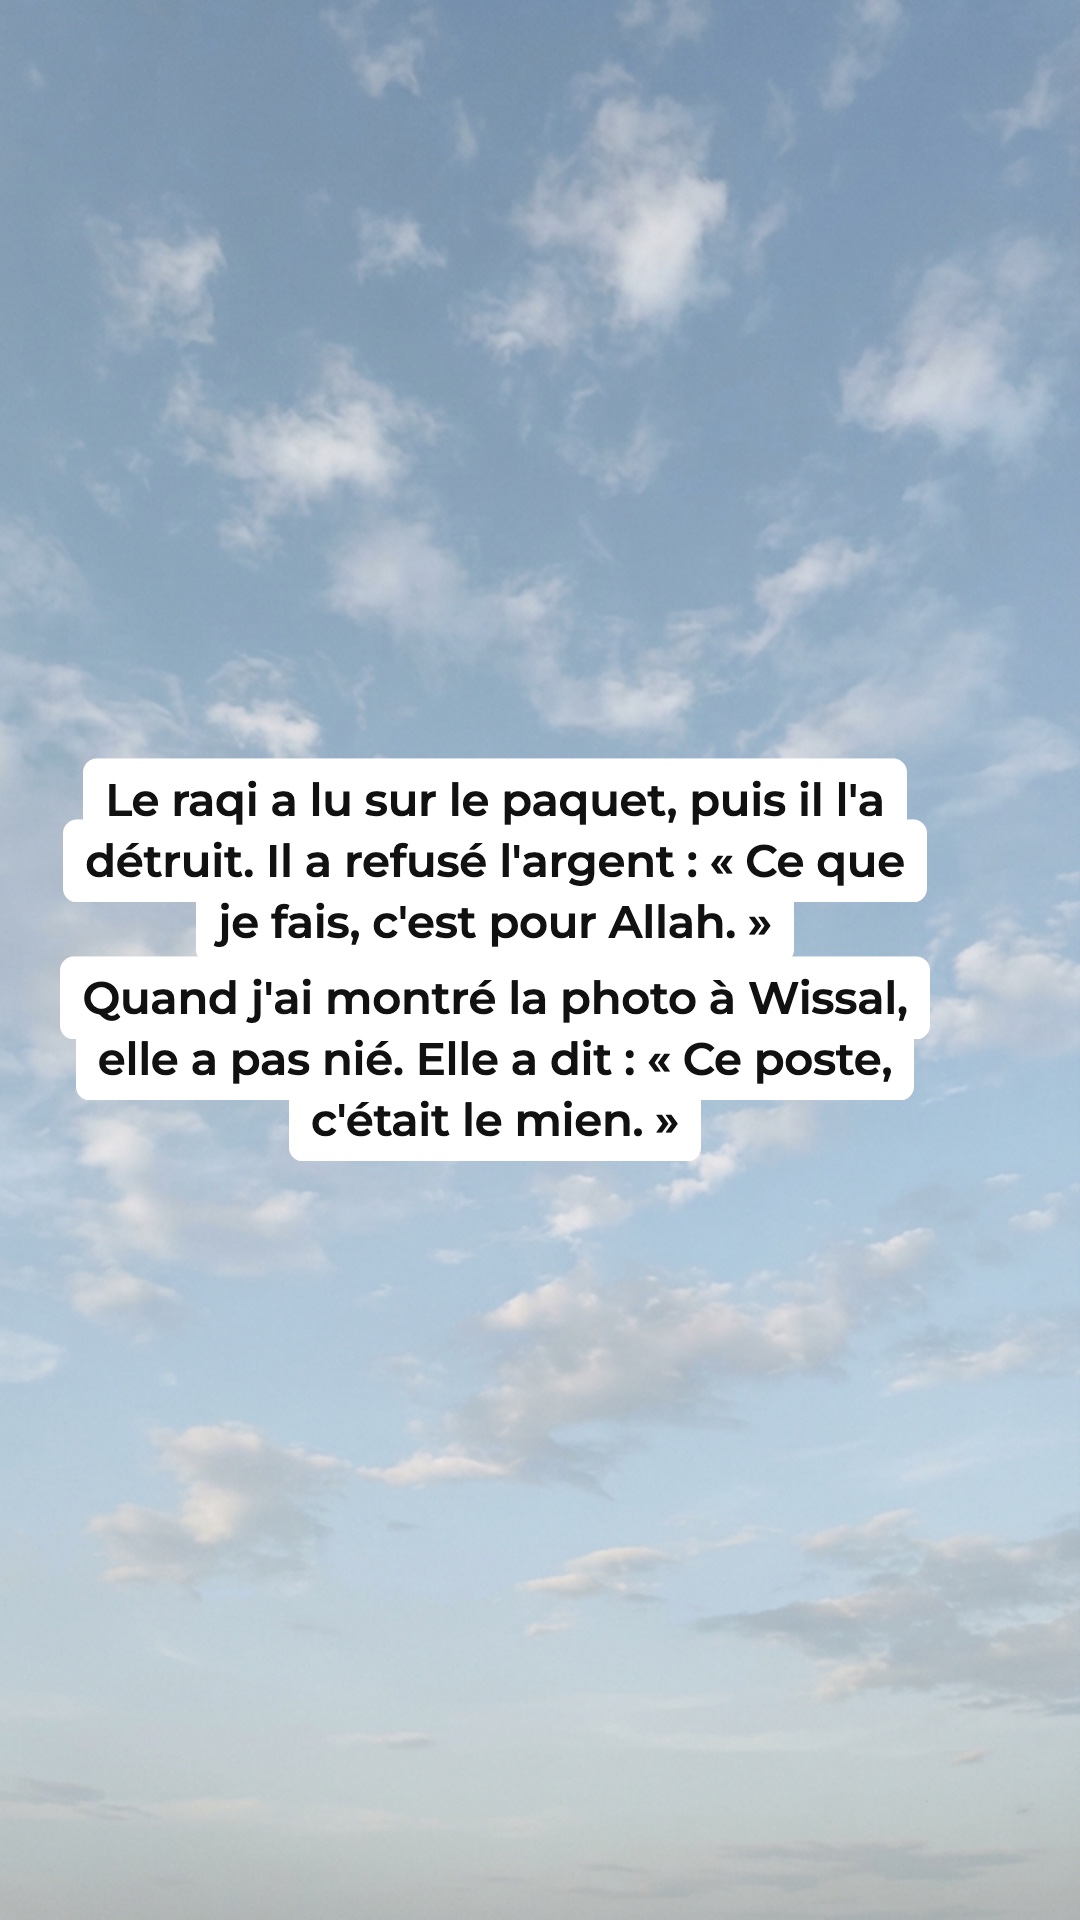 Le raqi a lu sur le paquet, puis il l'a
détruit. Il a refusé l'argent : « Ce que
je fais, c'est pour Allah. »
Quand j'ai montré la photo à Wissal,
elle a pas nié. Elle a dit : « Ce poste,
c'était le mien. »